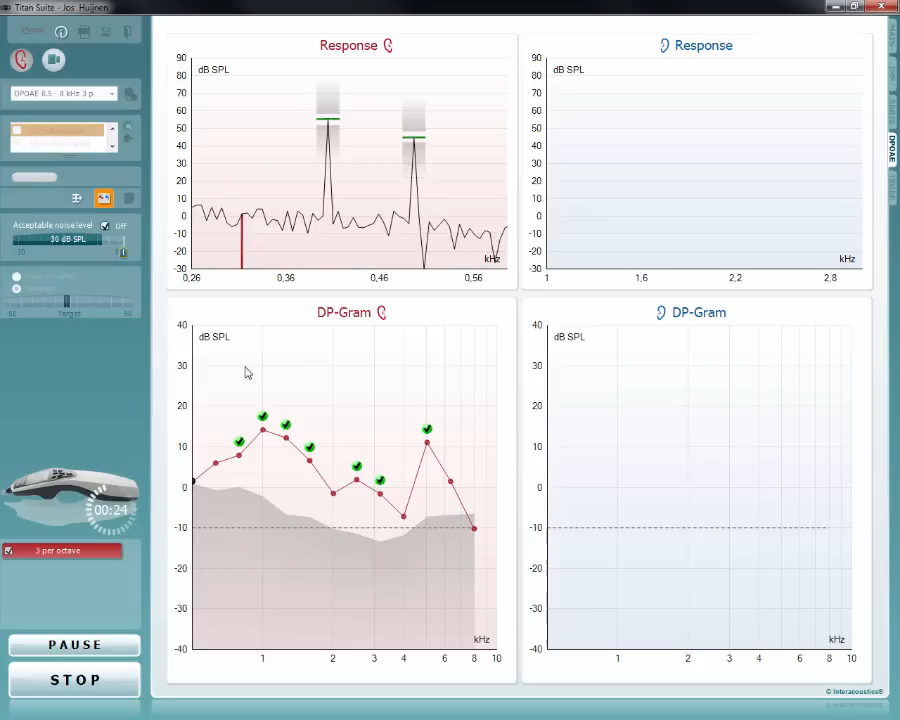 Titan Suite - Jos Huijnen
MAIN
DPOAE
DPOAE 0.5 - 8 kHz 3 p.
Acceptable noise level Off
30 dB SPL
30
-50 Target 50
00:24
3 per octave
PAUSE
STOP
Response
dB SPL
90
80
70
60
50
40
30
20
10
0
-10
-20
-30
kHz
0,26 0,36 0,46 0,56
Response
dB SPL
90
80
70
60
50
40
30
20
10
0
-10
-20
-30
kHz
1 1,6 2,2 2,8
DP-Gram
dB SPL
40
30
20
10
0
-10
-20
-30
-40
kHz
1 2 3 4 6 8 10
DP-Gram
dB SPL
40
30
20
10
0
-10
-20
-30
-40
kHz
1 2 3 4 6 8 10
© Interacoustics®